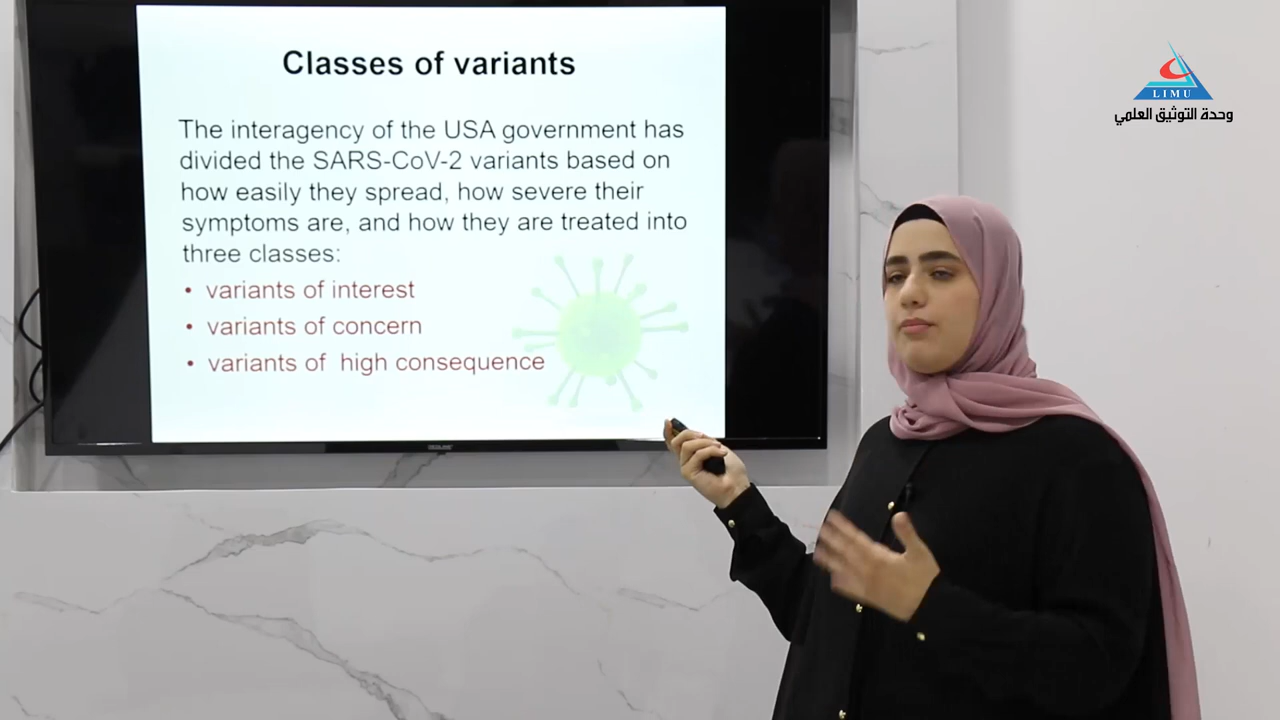 Classes of variants
The interagency of the USA government has
divided the SARS-CoV-2 variants based on
how easily they spread, how severe their
symptoms are, and how they are treated into
three classes:
• variants of interest
• variants of concern
• variants of high consequence
LIMU
وحدة التوثيق العلمي